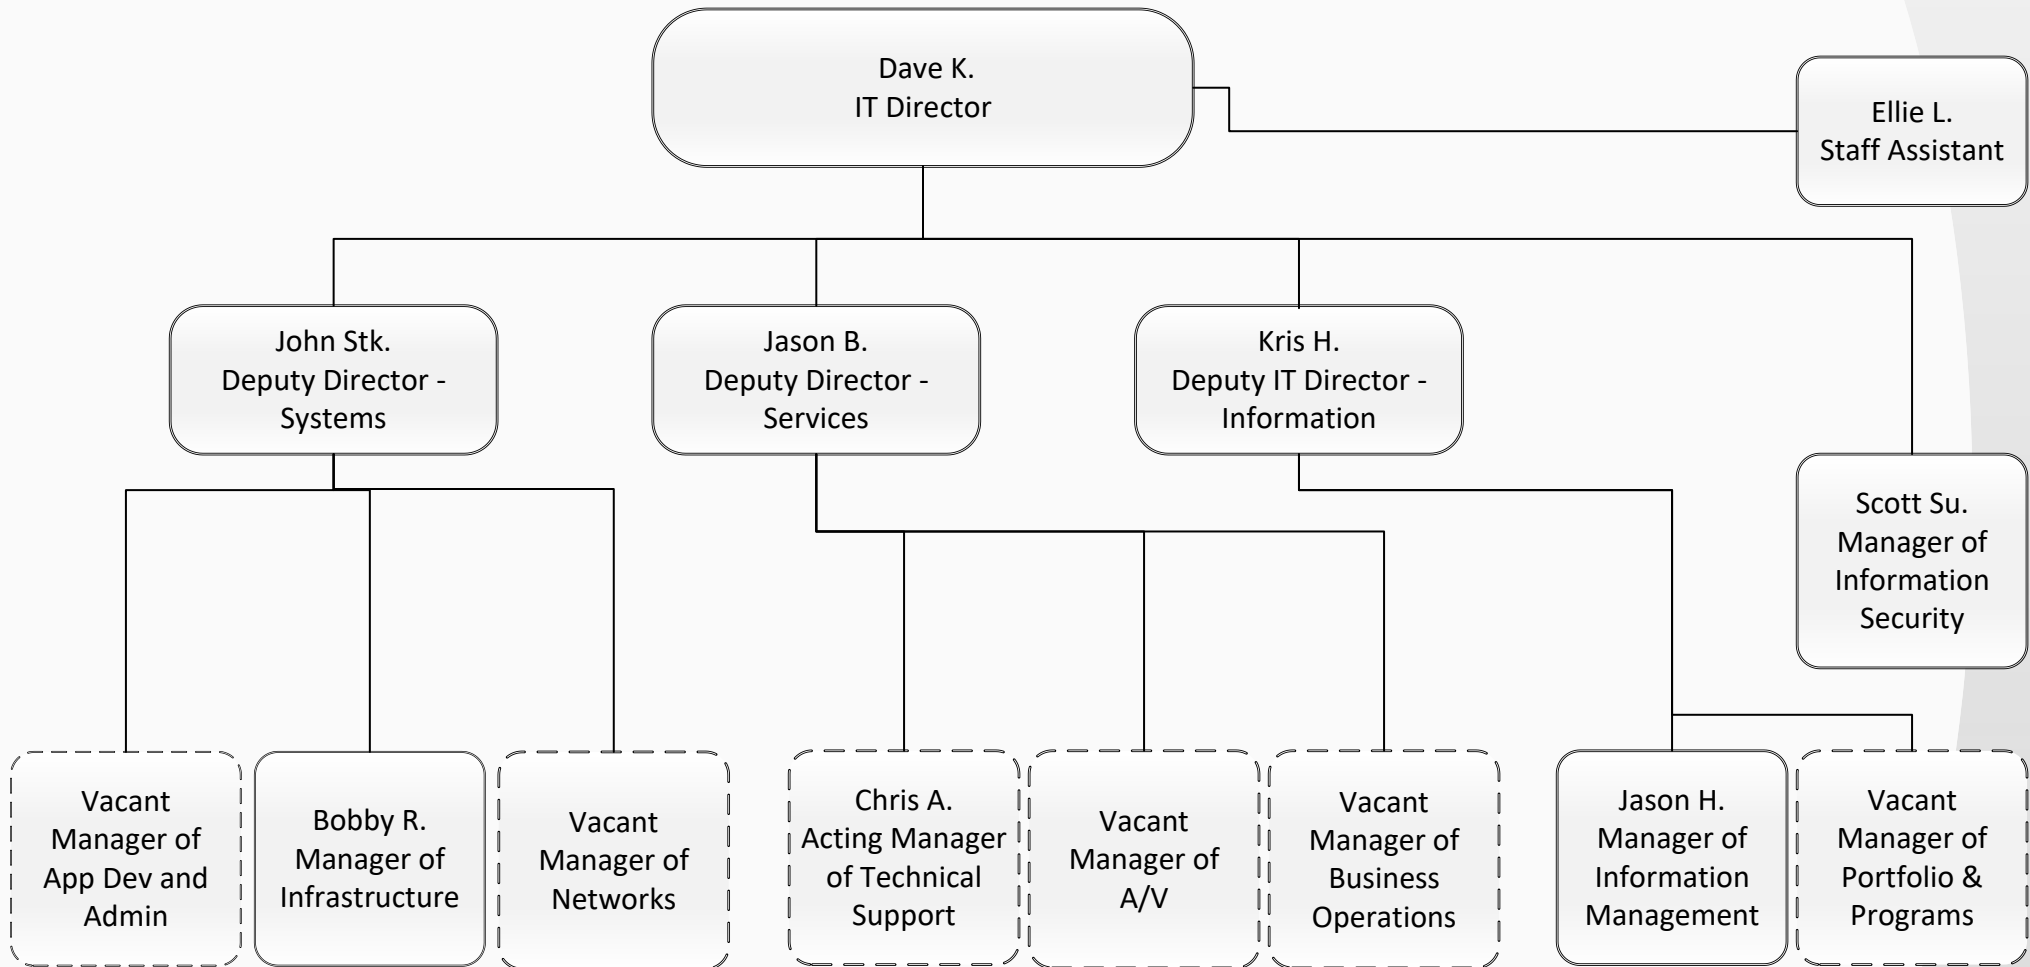 Dave K.
IT Director
Ellie L.
Staff Assistant
John Stk.
Deputy Director -
Systems
Jason B.
Deputy Director -
Services
Kris H.
Deputy IT Director -
Information
Scott Su.
Manager of
Information
Security
Vacant
Manager of
App Dev and
Admin
Bobby R.
Manager of
Infrastructure
Vacant
Manager of
Networks
Chris A.
Acting Manager
of Technical
Support
Vacant
Manager of
A/V
Vacant
Manager of
Business
Operations
Jason H.
Manager of
Information
Management
Vacant
Manager of
Portfolio &
Programs